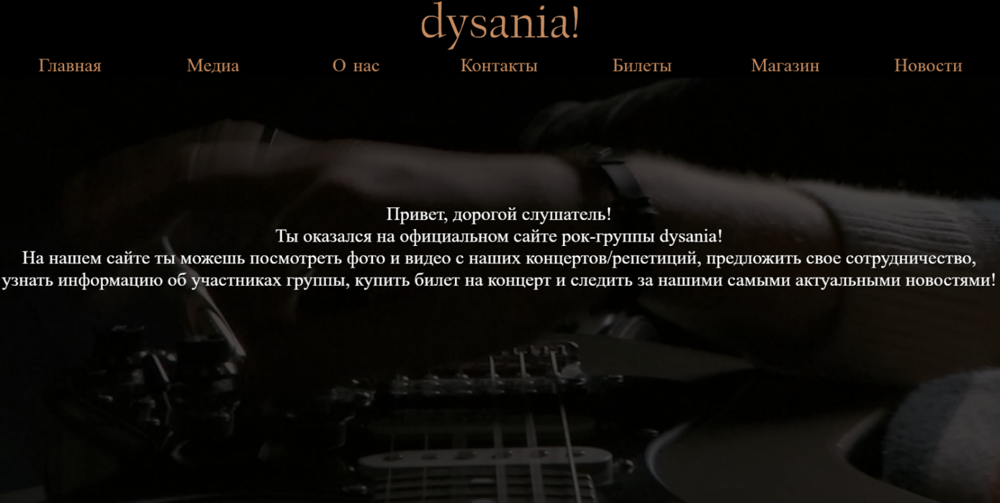 dysania!
Главная Медиа О нас Контакты Билеты Магазин Новости
Привет, дорогой слушатель!
Ты оказался на официальном сайте рок-группы dysania!
На нашем сайте ты можешь посмотреть фото и видео с наших концертов/репетиций, предложить свое сотрудничество,
узнать информацию об участниках группы, купить билет на концерт и следить за нашими самыми актуальными новостями!